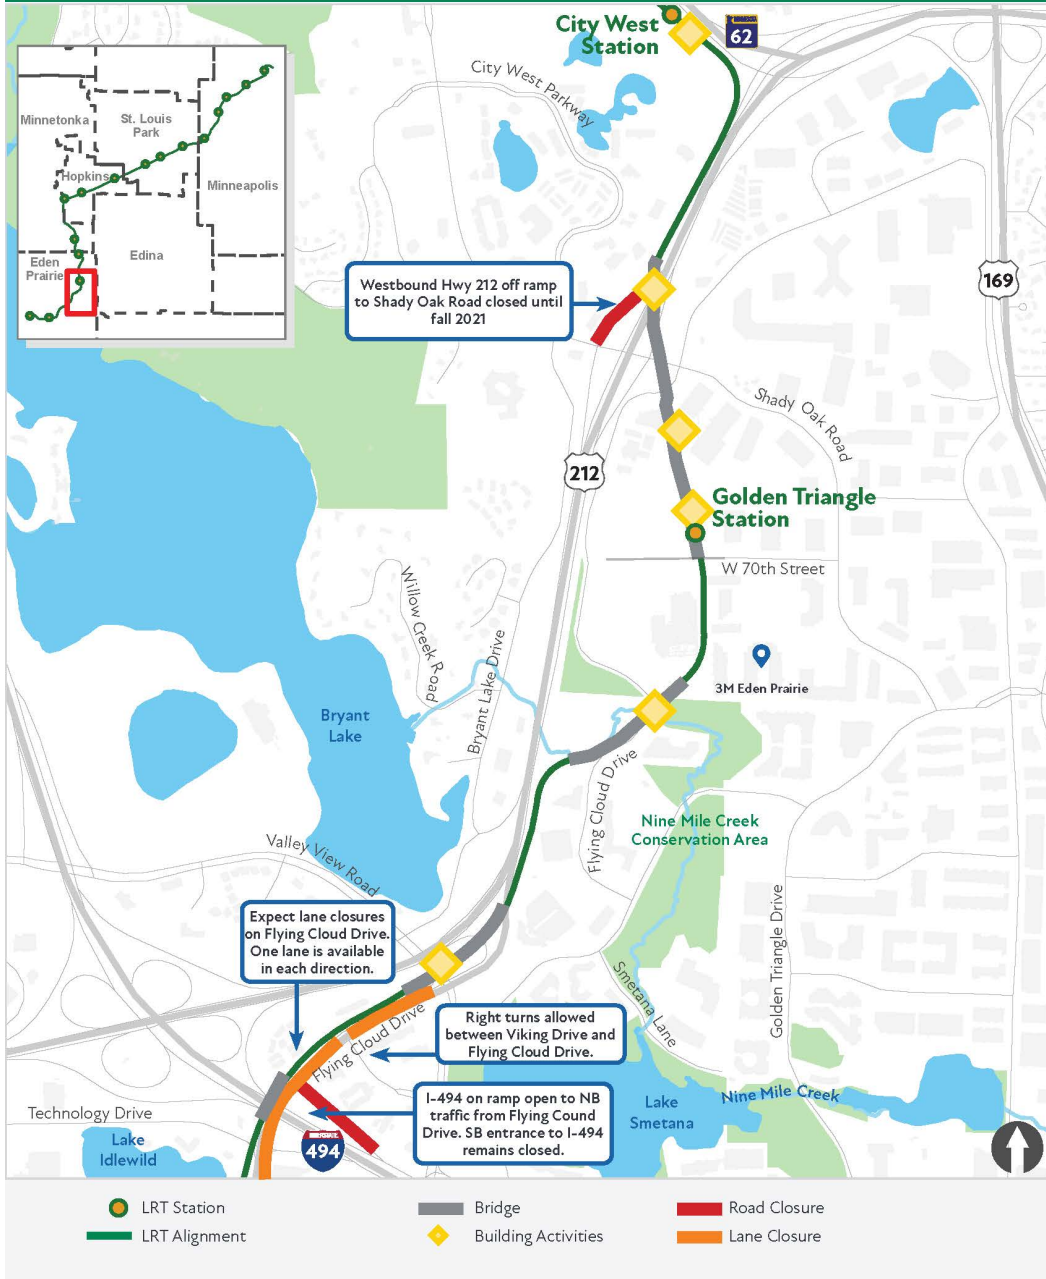 City West
Station
MINNESOTA
62
City West Parkway
Minnetonka
St. Louis
Park
Hopkins
Minneapolis
Eden
Prairie
Edina
169
Westbound Hwy 212 off ramp
to Shady Oak Road closed until
fall 2021
Shady Oak Road
212
Golden Triangle
Station
W 70th Street
Willow Creek Road
Bryant Lake Drive
3M Eden Prairie
Bryant
Lake
Flying Cloud Drive
Nine Mile Creek
Conservation Area
Valley View Road
Golden Triangle Drive
Expect lane closures
on Flying Cloud Drive.
One lane is available
in each direction.
Smetana Lane
Flying Cloud Drive
Right turns allowed
between Viking Drive and
Flying Cloud Drive.
I-494 on ramp open to NB
traffic from Flying Cound
Drive. SB entrance to I-494
remains closed.
Nine Mile Creek
Lake
Smetana
Technology Drive
Lake
Idlewild
INTERSTATE
494
LRT Station
Bridge
Road Closure
LRT Alignment
Building Activities
Lane Closure